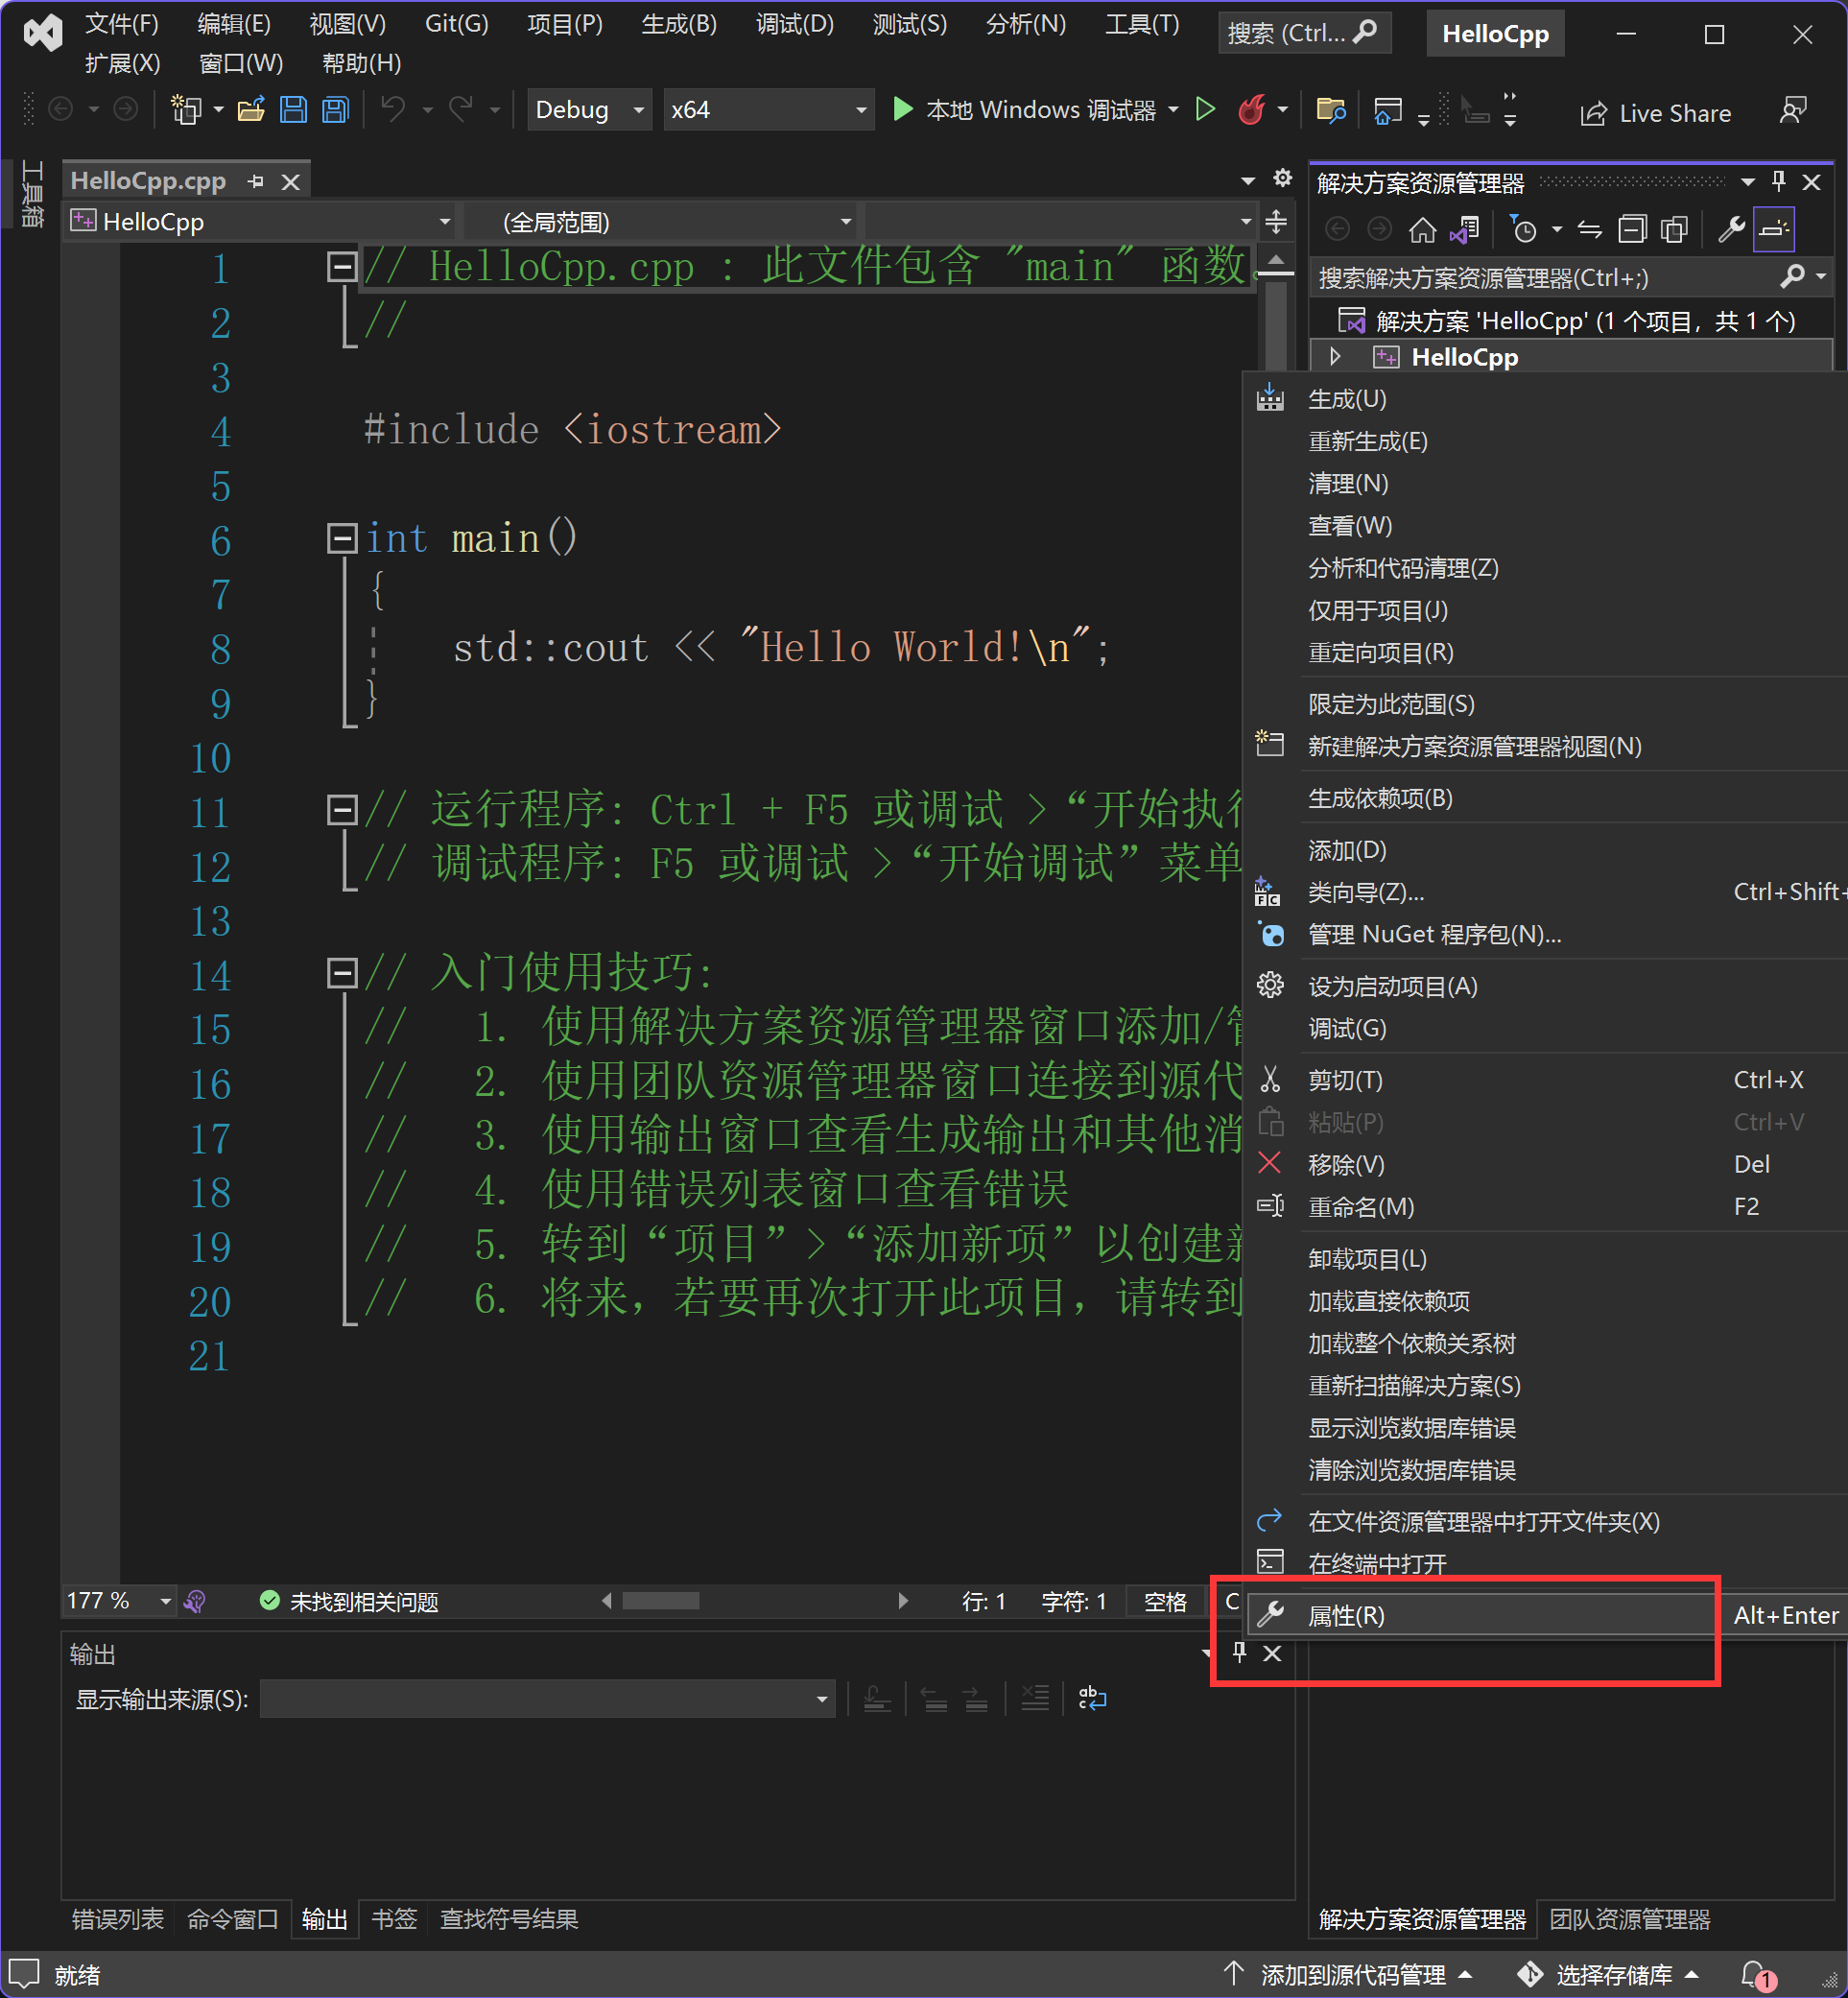 文件(F) 编辑(E) 视图(V) Git(G) 项目(P) 生成(B) 调试(D) 测试(S) 分析(N) 工具(T) 搜索 (Ctrl... HelloCpp
扩展(X) 窗口(W) 帮助(H)
Debug x64 本地 Windows 调试器 Live Share
工具箱
HelloCpp.cpp
HelloCpp (全局范围)
1 // HelloCpp.cpp : 此文件包含 "main" 函数。
2 //
3
4 #include <iostream>
5
6 int main()
7 {
8 std::cout << "Hello World!\n";
9 }
10
11 // 运行程序: Ctrl + F5 或调试 >“开始执行
12 // 调试程序: F5 或调试 >“开始调试”菜单
13
14 // 入门使用技巧:
15 // 1. 使用解决方案资源管理器窗口添加/管
16 // 2. 使用团队资源管理器窗口连接到源代
17 // 3. 使用输出窗口查看生成输出和其他消
18 // 4. 使用错误列表窗口查看错误
19 // 5. 转到“项目”>“添加新项”以创建新
20 // 6. 将来，若要再次打开此项目，请转到
21
177 % 未找到相关问题 行: 1 字符: 1 空格 C
输出
显示输出来源(S):
错误列表 命令窗口 输出 书签 查找符号结果
解决方案资源管理器
搜索解决方案资源管理器(Ctrl+;)
解决方案 'HelloCpp' (1 个项目，共 1 个)
HelloCpp
生成(U)
重新生成(E)
清理(N)
查看(W)
分析和代码清理(Z)
仅用于项目(J)
重定向项目(R)
限定为此范围(S)
新建解决方案资源管理器视图(N)
生成依赖项(B)
添加(D)
类向导(Z)... Ctrl+Shift+
管理 NuGet 程序包(N)...
设为启动项目(A)
调试(G)
剪切(T) Ctrl+X
粘贴(P) Ctrl+V
移除(V) Del
重命名(M) F2
卸载项目(L)
加载直接依赖项
加载整个依赖关系树
重新扫描解决方案(S)
显示浏览数据库错误
清除浏览数据库错误
在文件资源管理器中打开文件夹(X)
在终端中打开
属性(R) Alt+Enter
解决方案资源管理器 团队资源管理器
就绪 添加到源代码管理 选择存储库 1